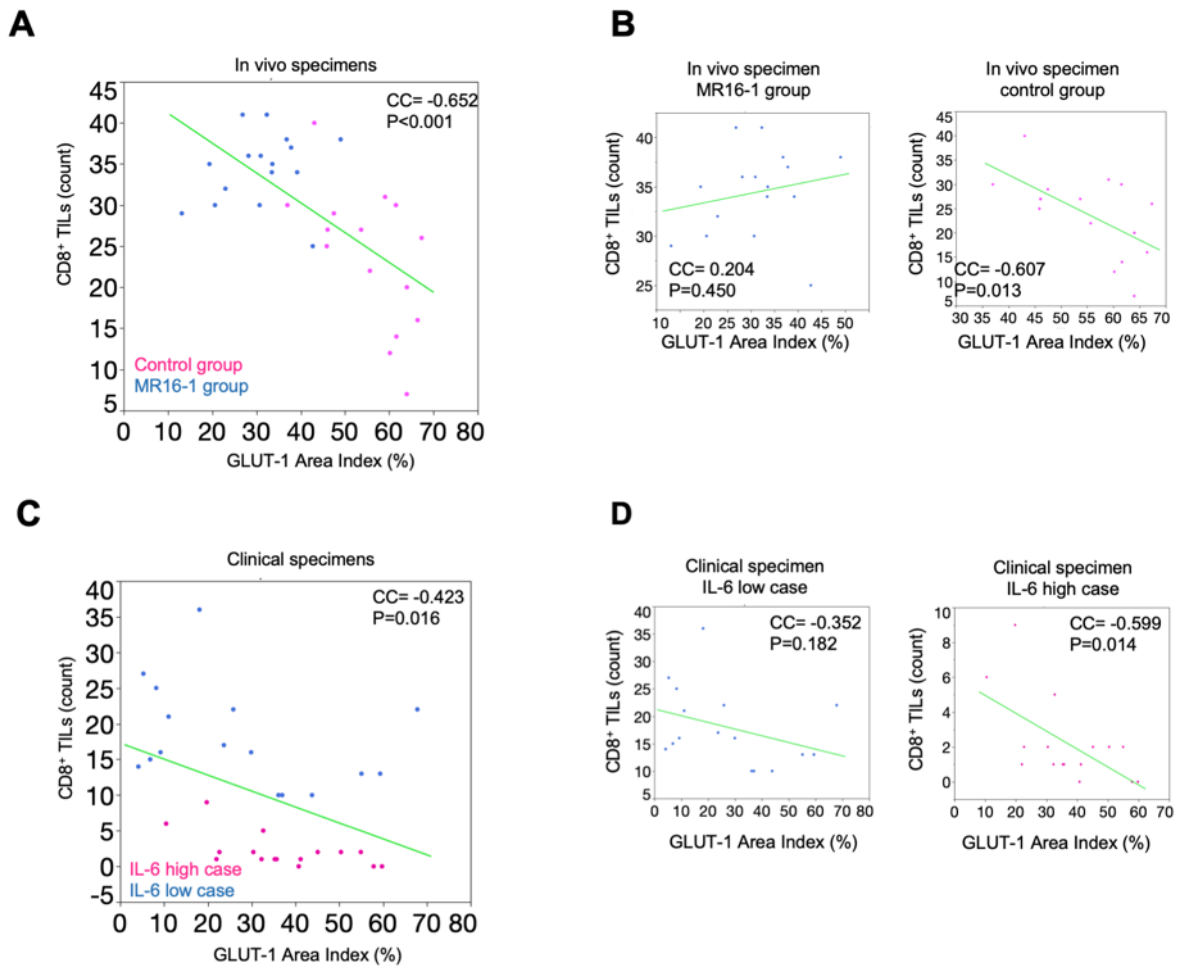 A
In vivo specimens
CC= -0.652
P<0.001
CD8⁺ TILs (count)
45
40
35
30
25
20
15
10
5
Control group
MR16-1 group
0 10 20 30 40 50 60 70 80
GLUT-1 Area Index (%)
B
In vivo specimen
MR16-1 group
CD8⁺ TILs (count)
40
35
30
25
CC= 0.204
P=0.450
10 20 30 40 50
GLUT-1 Area Index (%)
In vivo specimen
control group
CD8⁺ TILs (count)
45
40
35
30
25
20
15
10
5
CC= -0.607
P=0.013
30 35 40 45 50 55 60 65 70
GLUT-1 Area Index (%)
C
Clinical specimens
CC= -0.423
P=0.016
CD8⁺ TILs (count)
40
35
30
25
20
15
10
5
0
-5
IL-6 high case
IL-6 low case
0 10 20 30 40 50 60 70 80
GLUT-1 Area Index (%)
D
Clinical specimen
IL-6 low case
CC= -0.352
P=0.182
CD8⁺ TILs (count)
40
35
30
25
20
15
10
5
0 10 20 30 40 50 60 70 80
GLUT-1 Area Index (%)
Clinical specimen
IL-6 high case
CC= -0.599
P=0.014
CD8⁺ TILs (count)
10
8
6
4
2
0
0 10 20 30 40 50 60 70
GLUT-1 Area Index (%)